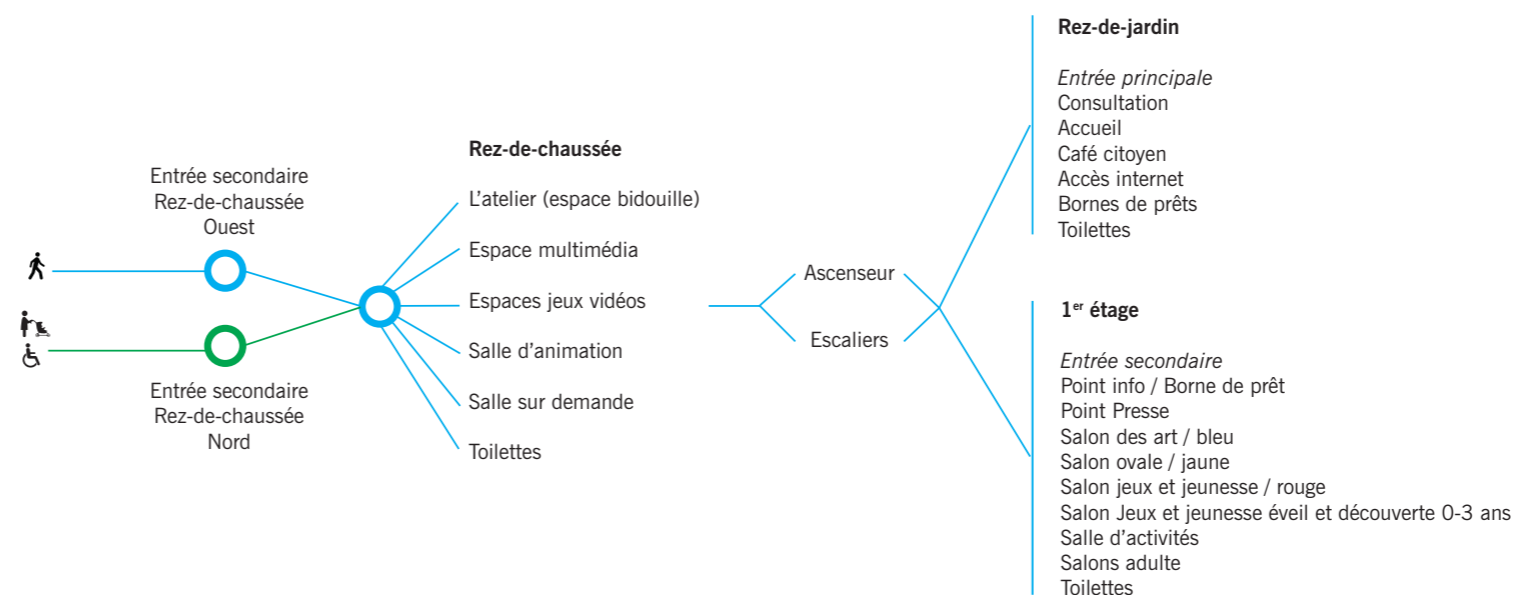 Entrée secondaire
Rez-de-chaussée
Ouest
Entrée secondaire
Rez-de-chaussée
Nord
Rez-de-chaussée
L'atelier (espace bidouille)
Espace multimédia
Espaces jeux vidéos
Salle d'animation
Salle sur demande
Toilettes
Ascenseur
Escaliers
Rez-de-jardin
Entrée principale
Consultation
Accueil
Café citoyen
Accès internet
Bornes de prêts
Toilettes
1er étage
Entrée secondaire
Point info / Borne de prêt
Point Presse
Salon des art / bleu
Salon ovale / jaune
Salon jeux et jeunesse / rouge
Salon Jeux et jeunesse éveil et découverte 0-3 ans
Salle d'activités
Salons adulte
Toilettes